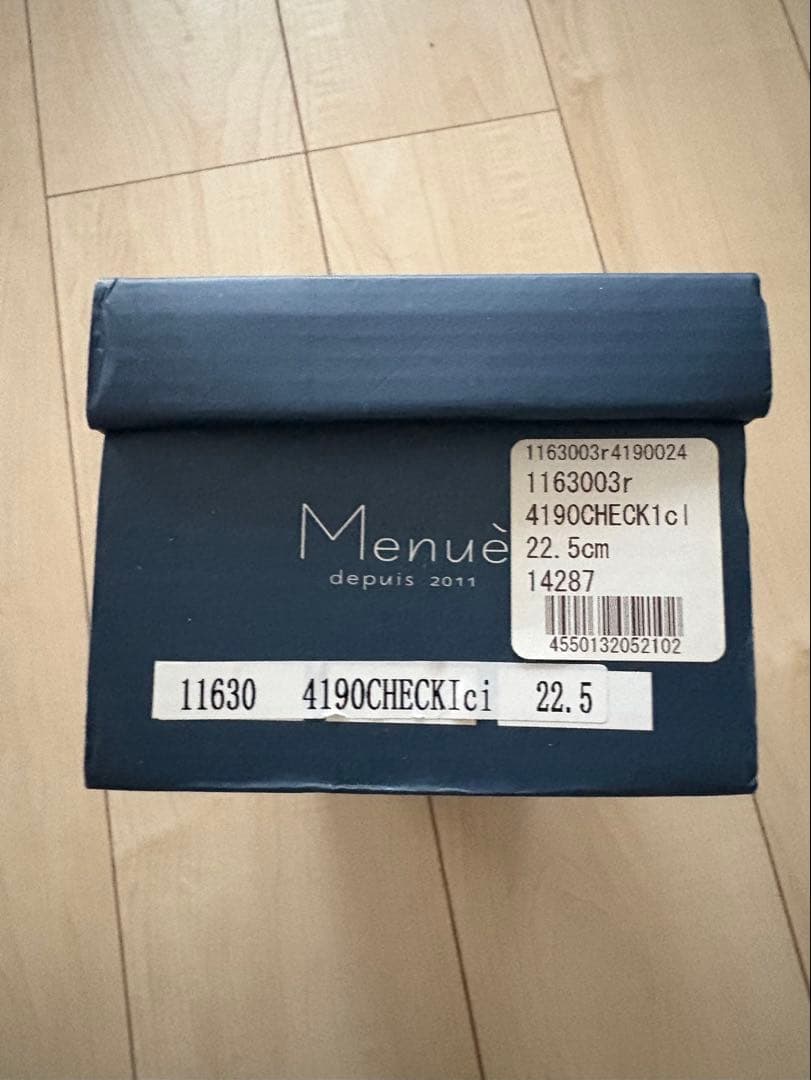 1163003r4190024
1163003r
4190CHECK1cl
22.5cm
14287
4550132052102
Menuè
depuis 2011
11630 4190CHECKIci 22.5